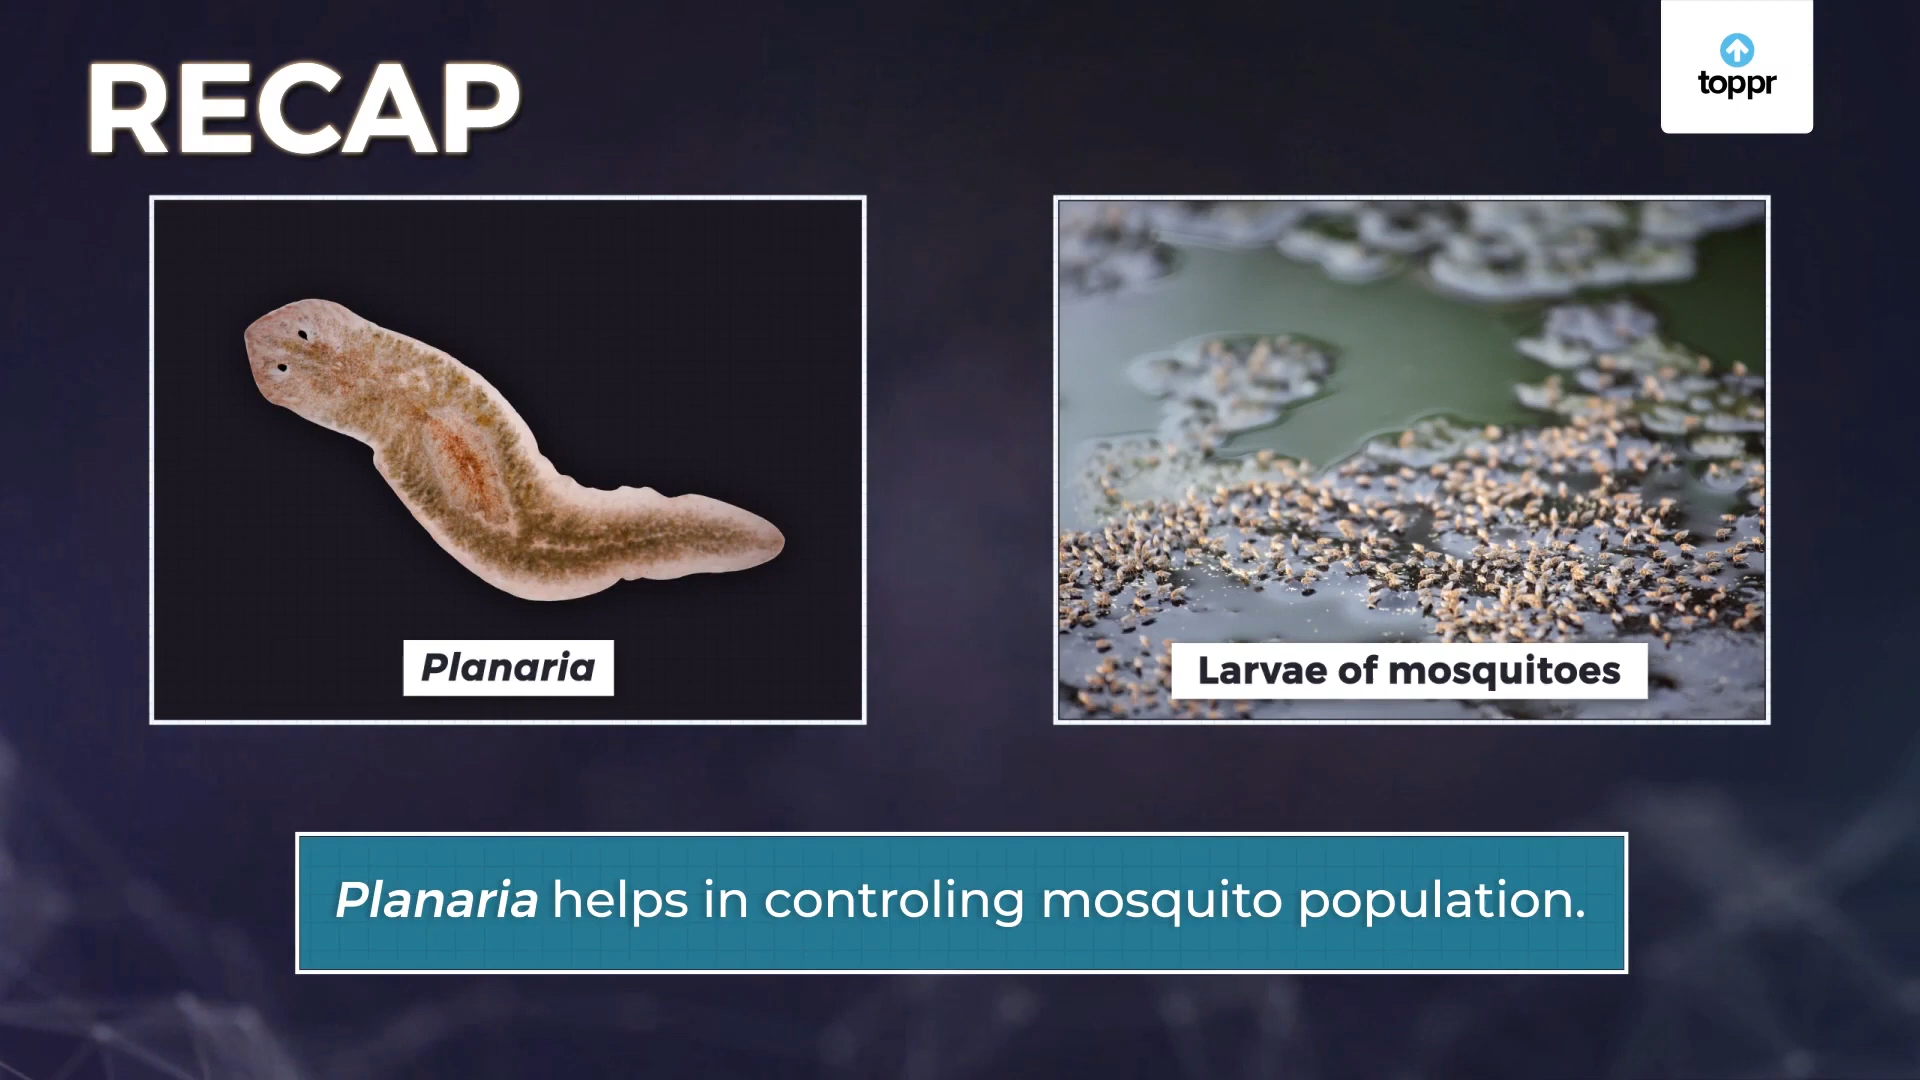 RECAP
toppr
Planaria
Larvae of mosquitoes
Planaria helps in controling mosquito population.